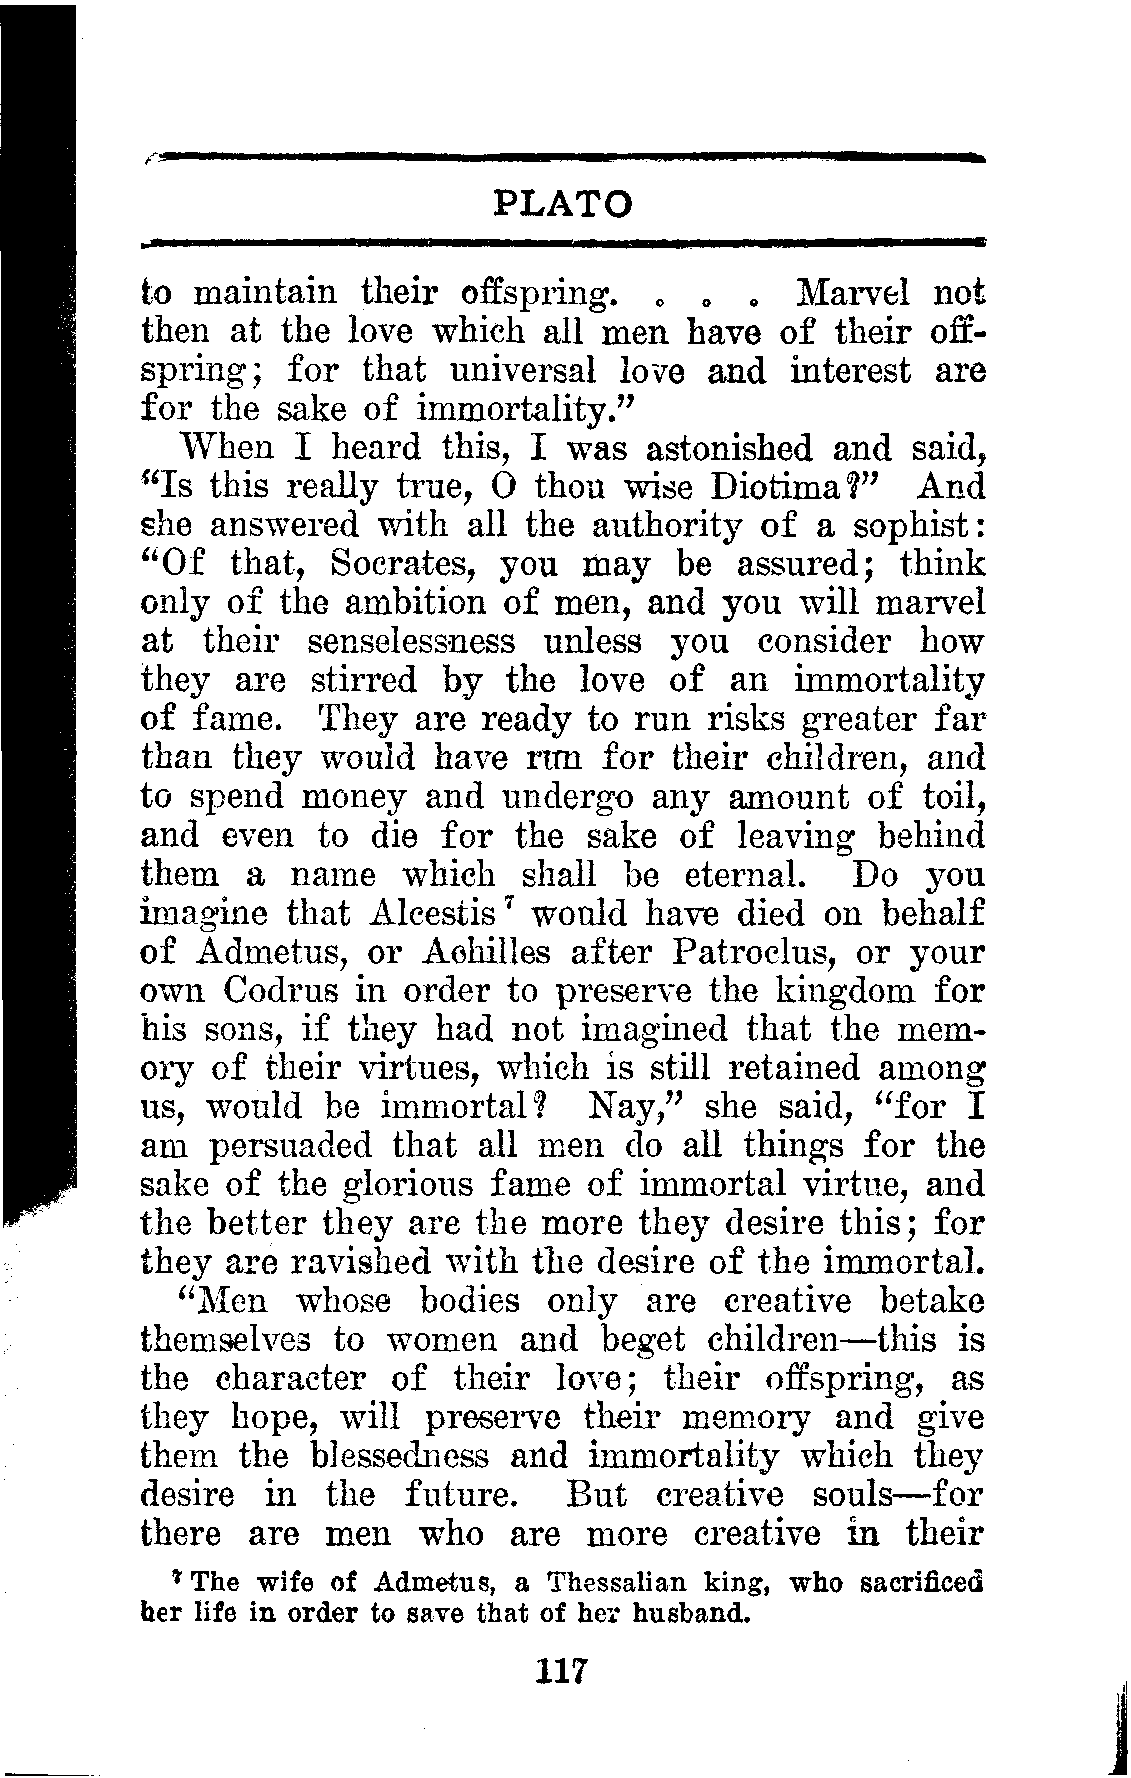 PLATO
to maintain their offspring. . . . Marvel not
then at the love which all men have of their off-
spring; for that universal love and interest are
for the sake of immortality.”
When I heard this, I was astonished and said,
“Is this really true, O thou wise Diotima?” And
she answered with all the authority of a sophist:
“Of that, Socrates, you may be assured; think
only of the ambition of men, and you will marvel
at their senselessness unless you consider how
they are stirred by the love of an immortality
of fame. They are ready to run risks greater far
than they would have run for their children, and
to spend money and undergo any amount of toil,
and even to die for the sake of leaving behind
them a name which shall be eternal. Do you
imagine that Alcestis⁷ would have died on behalf
of Admetus, or Achilles after Patroclus, or your
own Codrus in order to preserve the kingdom for
his sons, if they had not imagined that the mem-
ory of their virtues, which is still retained among
us, would be immortal? Nay,” she said, “for I
am persuaded that all men do all things for the
sake of the glorious fame of immortal virtue, and
the better they are the more they desire this; for
they are ravished with the desire of the immortal.
“Men whose bodies only are creative betake
themselves to women and beget children—this is
the character of their love; their offspring, as
they hope, will preserve their memory and give
them the blessedness and immortality which they
desire in the future. But creative souls—for
there are men who are more creative in their
⁷ The wife of Admetus, a Thessalian king, who sacrificed
her life in order to save that of her husband.
117